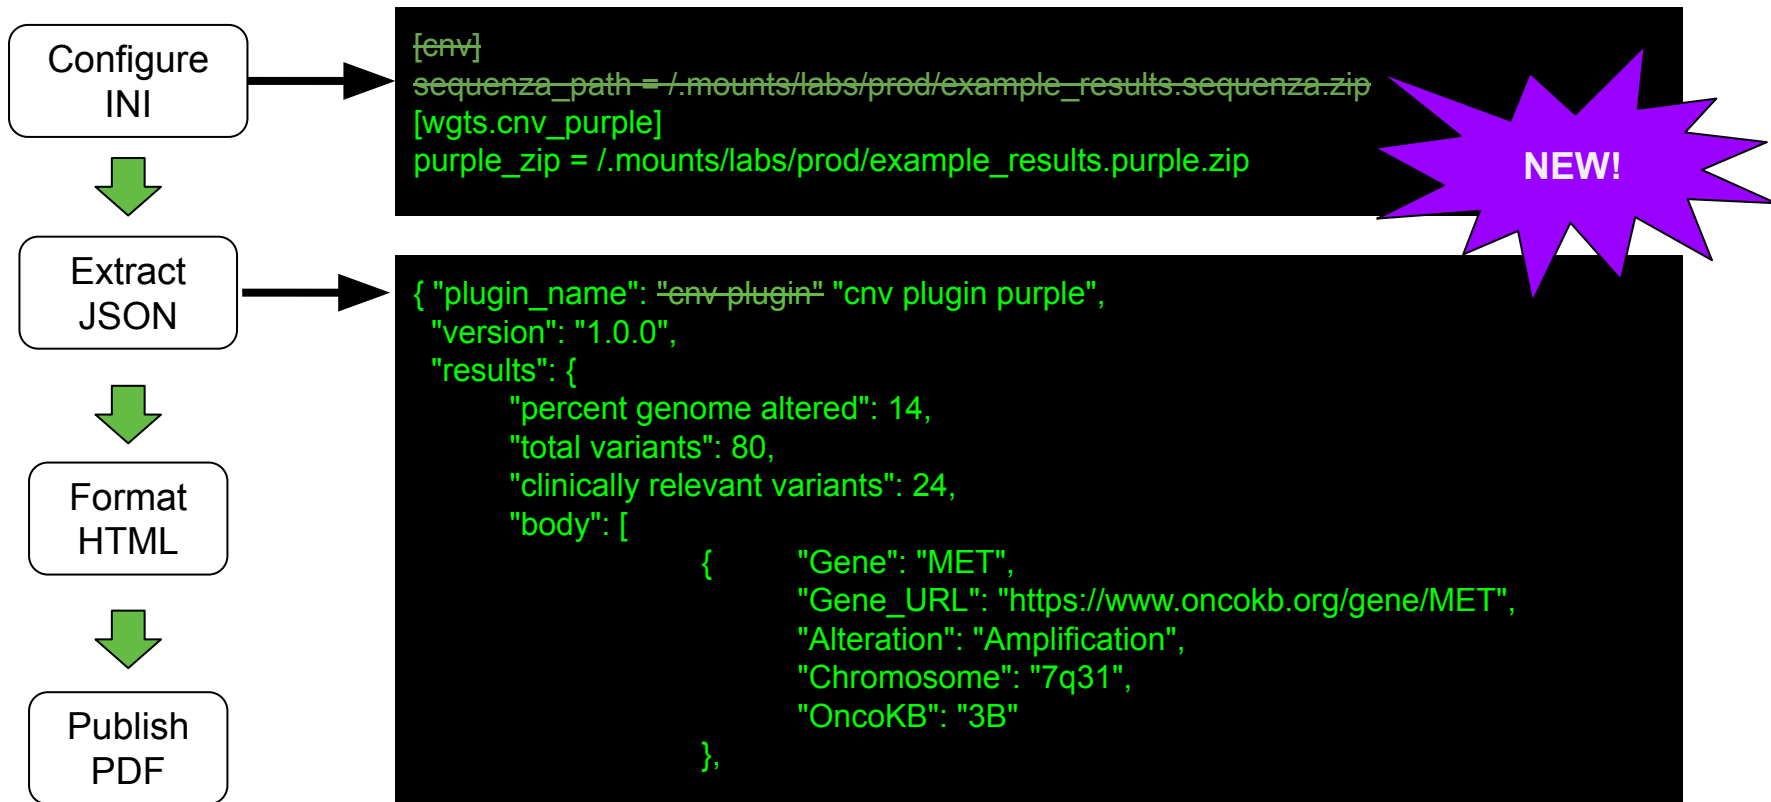 Configure
INI
[cnv]
sequenza_path = /.mounts/labs/prod/example_results.sequenza.zip
[wgts.cnv_purple]
purple_zip = /.mounts/labs/prod/example_results.purple.zip
NEW!
Extract
JSON
{ "plugin_name": "cnv plugin" "cnv plugin purple",
"version": "1.0.0",
"results": {
"percent genome altered": 14,
"total variants": 80,
"clinically relevant variants": 24,
"body": [
{ "Gene": "MET",
"Gene_URL": "https://www.oncokb.org/gene/MET",
"Alteration": "Amplification",
"Chromosome": "7q31",
"OncoKB": "3B"
},
Format
HTML
Publish
PDF